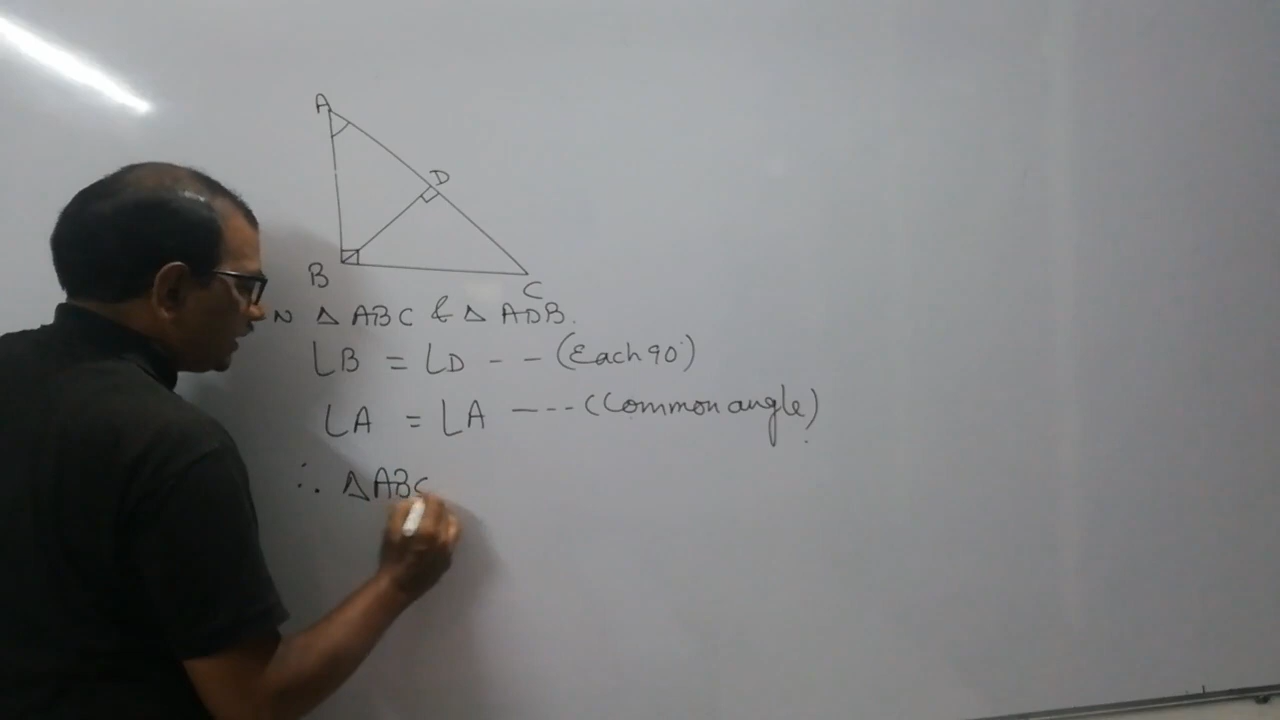 A
D
B
C
N △ ABC & △ ADB.
∠B = ∠D - - (Each 90)
∠A = ∠A --- (Common angle)
∴ △ABC